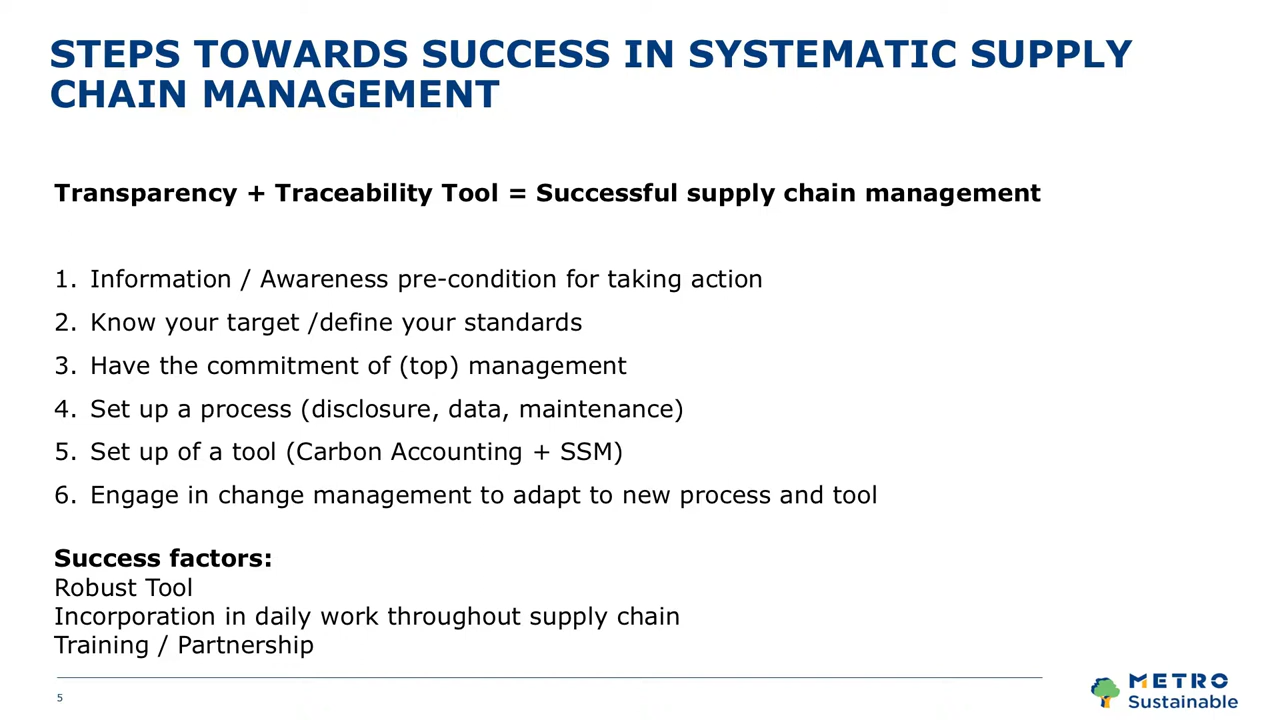 STEPS TOWARDS SUCCESS IN SYSTEMATIC SUPPLY
CHAIN MANAGEMENT
Transparency + Traceability Tool = Successful supply chain management
1. Information / Awareness pre-condition for taking action
2. Know your target /define your standards
3. Have the commitment of (top) management
4. Set up a process (disclosure, data, maintenance)
5. Set up of a tool (Carbon Accounting + SSM)
6. Engage in change management to adapt to new process and tool
Success factors:
Robust Tool
Incorporation in daily work throughout supply chain
Training / Partnership
5
METRO
Sustainable